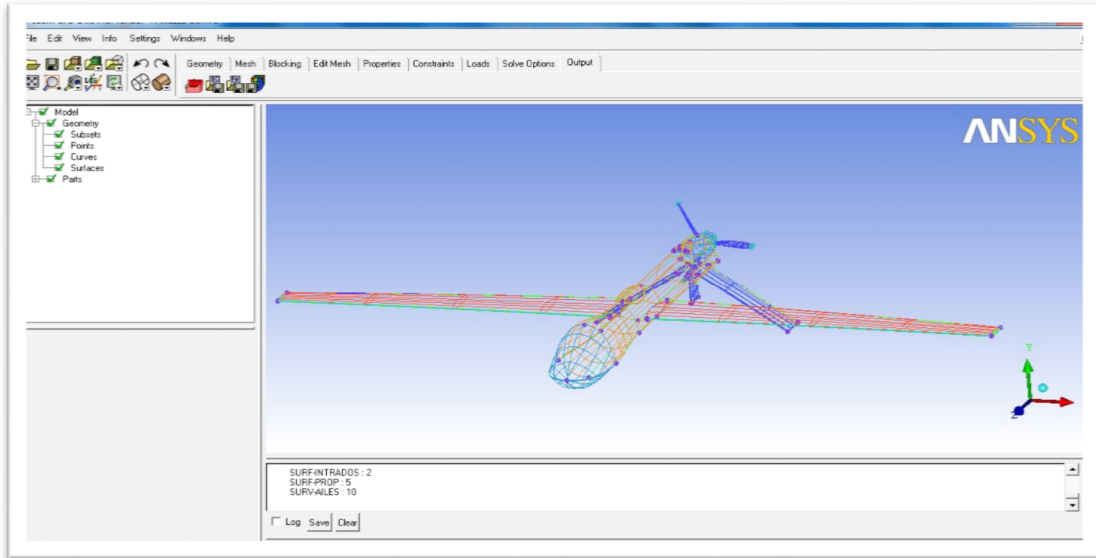 File Edit View Info Settings Windows Help
Geometry Mesh Blocking Edit Mesh Properties Constraints Loads Solve Options Output
Model
Geometry
Subsets
Points
Curves
Surfaces
Parts
ANSYS
Y
Z
SURF-INTRADOS : 2
SURF-PROP : 5
SURV-AILES : 10
Log Save Clear